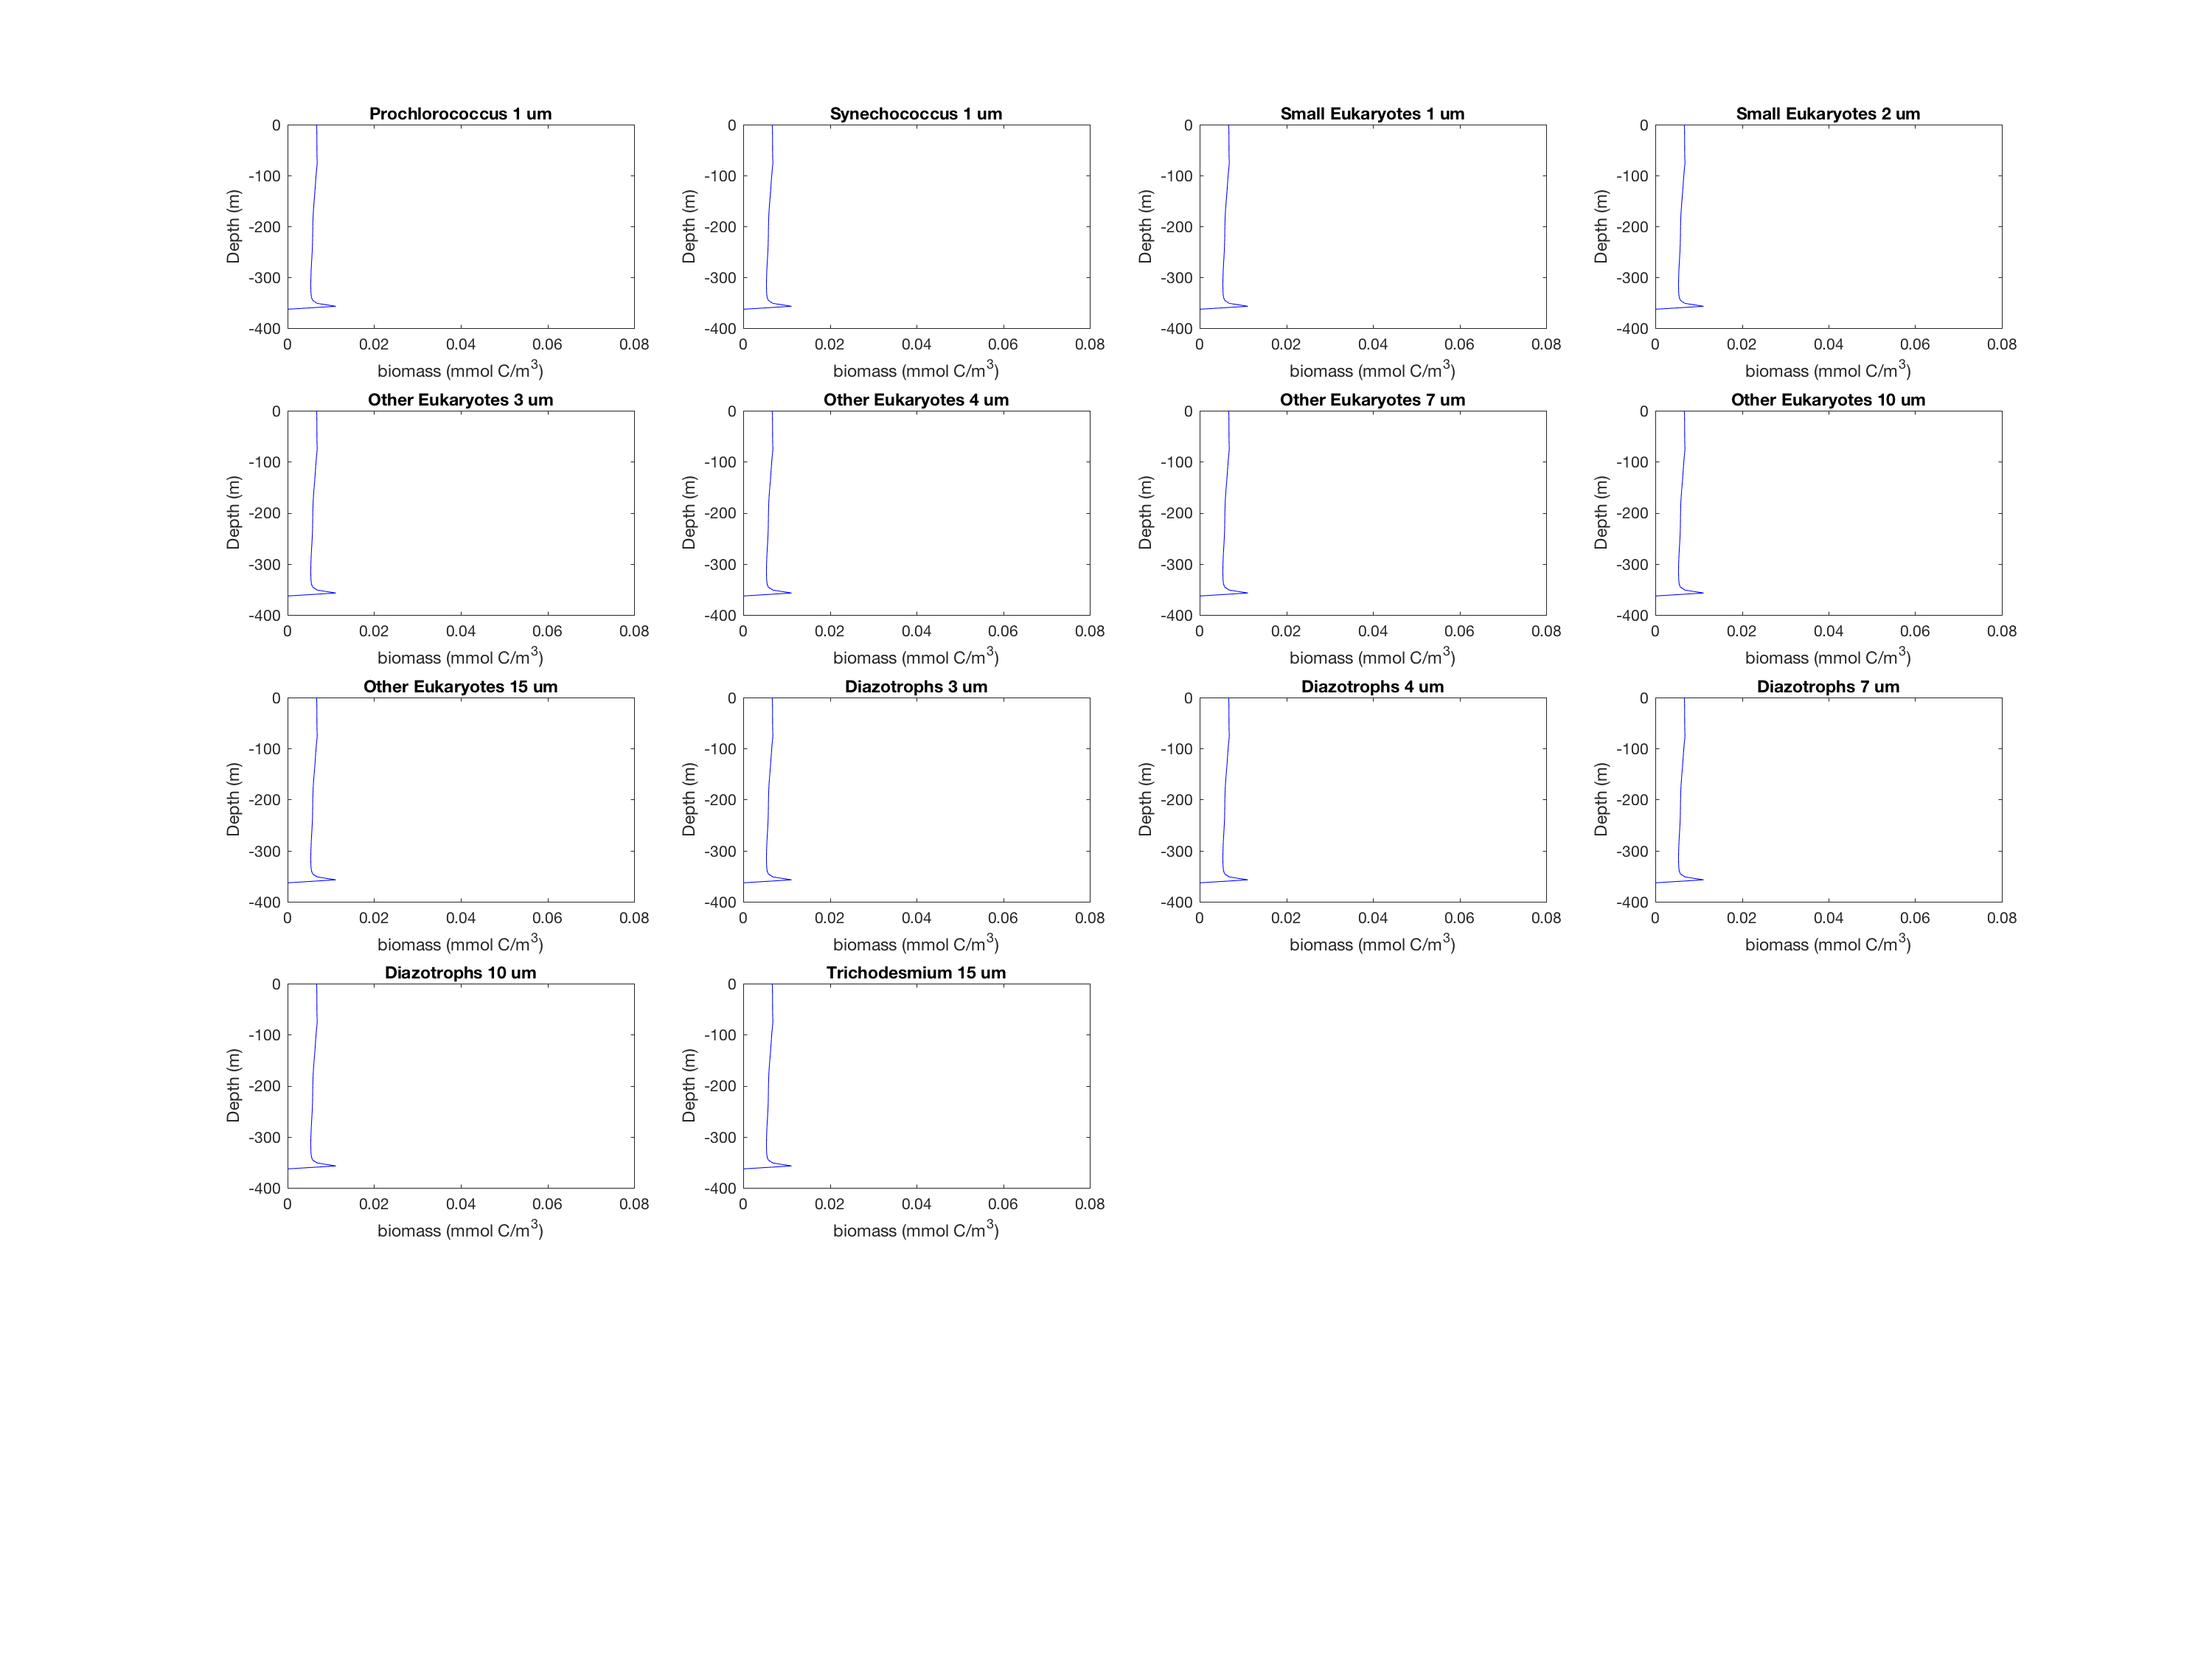 Prochlorococcus 1 um
0
-100
-200
-300
-400
Depth (m)
0 0.02 0.04 0.06 0.08
biomass (mmol C/m³)
Synechococcus 1 um
0
-100
-200
-300
-400
Depth (m)
0 0.02 0.04 0.06 0.08
biomass (mmol C/m³)
Small Eukaryotes 1 um
0
-100
-200
-300
-400
Depth (m)
0 0.02 0.04 0.06 0.08
biomass (mmol C/m³)
Small Eukaryotes 2 um
0
-100
-200
-300
-400
Depth (m)
0 0.02 0.04 0.06 0.08
biomass (mmol C/m³)
Other Eukaryotes 3 um
0
-100
-200
-300
-400
Depth (m)
0 0.02 0.04 0.06 0.08
biomass (mmol C/m³)
Other Eukaryotes 4 um
0
-100
-200
-300
-400
Depth (m)
0 0.02 0.04 0.06 0.08
biomass (mmol C/m³)
Other Eukaryotes 7 um
0
-100
-200
-300
-400
Depth (m)
0 0.02 0.04 0.06 0.08
biomass (mmol C/m³)
Other Eukaryotes 10 um
0
-100
-200
-300
-400
Depth (m)
0 0.02 0.04 0.06 0.08
biomass (mmol C/m³)
Other Eukaryotes 15 um
0
-100
-200
-300
-400
Depth (m)
0 0.02 0.04 0.06 0.08
biomass (mmol C/m³)
Diazotrophs 3 um
0
-100
-200
-300
-400
Depth (m)
0 0.02 0.04 0.06 0.08
biomass (mmol C/m³)
Diazotrophs 4 um
0
-100
-200
-300
-400
Depth (m)
0 0.02 0.04 0.06 0.08
biomass (mmol C/m³)
Diazotrophs 7 um
0
-100
-200
-300
-400
Depth (m)
0 0.02 0.04 0.06 0.08
biomass (mmol C/m³)
Diazotrophs 10 um
0
-100
-200
-300
-400
Depth (m)
0 0.02 0.04 0.06 0.08
biomass (mmol C/m³)
Trichodesmium 15 um
0
-100
-200
-300
-400
Depth (m)
0 0.02 0.04 0.06 0.08
biomass (mmol C/m³)